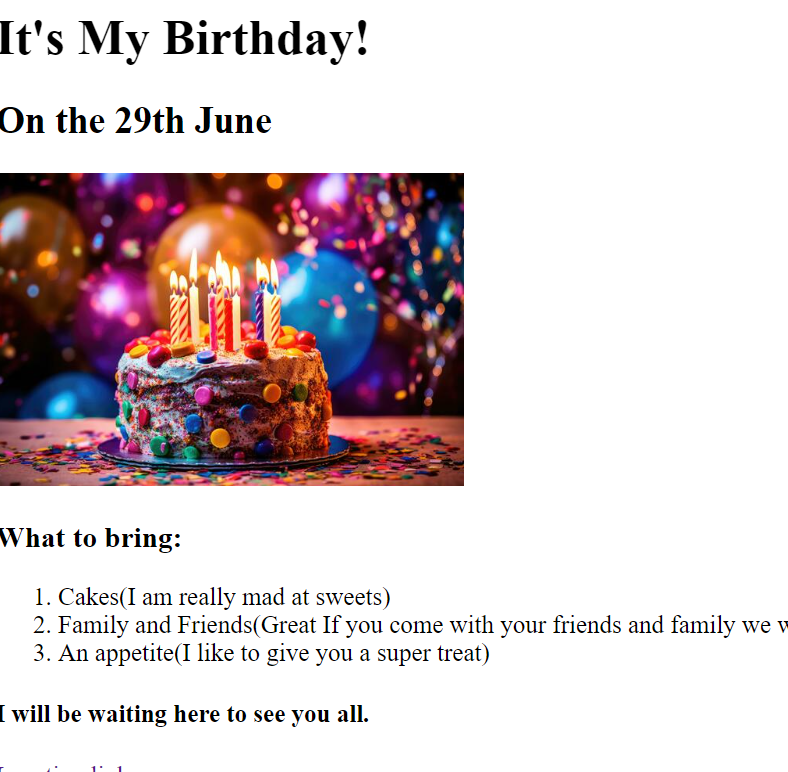 It's My Birthday!
On the 29th June
What to bring:
1. Cakes(I am really mad at sweets)
2. Family and Friends(Great If you come with your friends and family we
3. An appetite(I like to give you a super treat)
I will be waiting here to see you all.